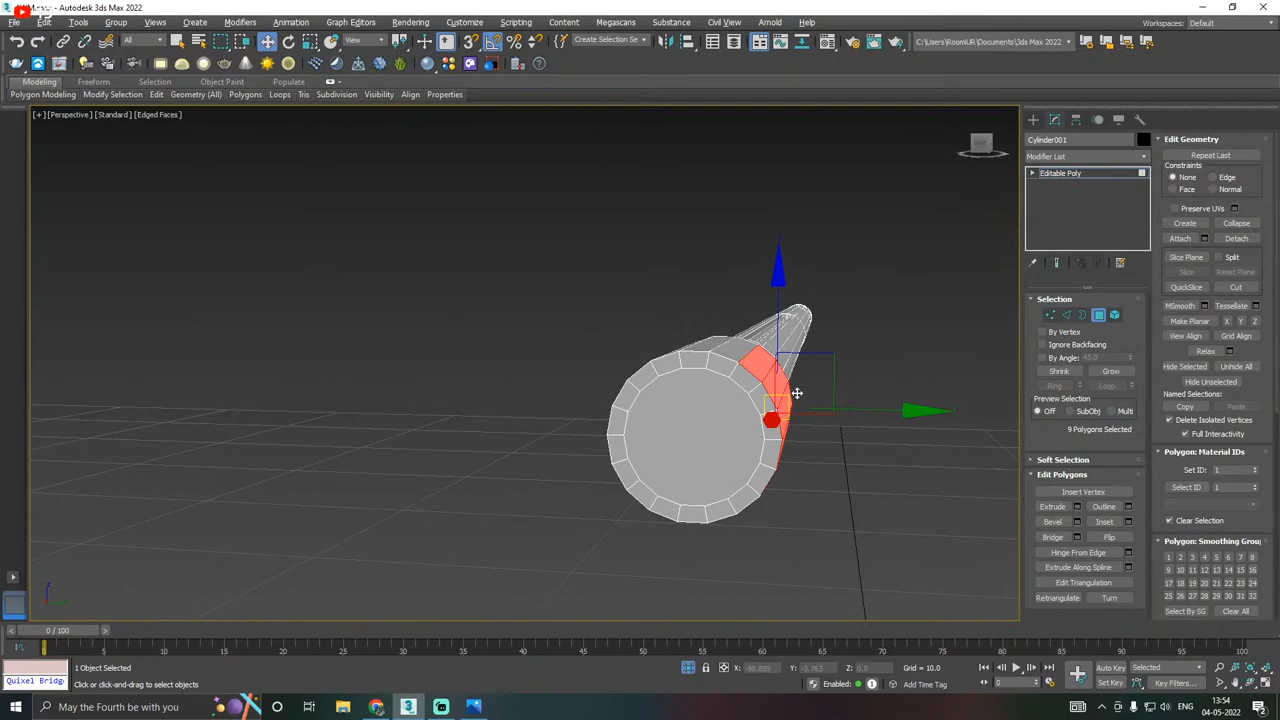 - Autodesk 3ds Max 2022
File Edit Tools Group Views Create Modifiers Animation Graph Editors Rendering Customize Scripting Content Megascans Substance Civil View Arnold Help
Workspaces: Default
All View Create Selection Se C:\Users\RoomUR\Documents\3ds Max 2022
Modeling Freeform Selection Object Paint Populate
Polygon Modeling Modify Selection Edit Geometry (All) Polygons Loops Tris Subdivision Visibility Align Properties
[+] [Perspective] [Standard] [Edged Faces]
Cylinder001
Modifier List
Editable Poly
Selection
By Vertex
Ignore Backfacing
By Angle: 45.0
Shrink Grow
Ring Loop
Preview Selection
Off SubObj Multi
9 Polygons Selected
Soft Selection
Edit Polygons
Insert Vertex
Extrude Outline
Bevel Inset
Bridge Flip
Hinge From Edge
Extrude Along Spline
Edit Triangulation
Retriangulate Turn
Edit Geometry
Repeat Last
Constraints
None Edge
Face Normal
Preserve UVs
Create Collapse
Attach Detach
Slice Plane Split
Slice Reset Plane
QuickSlice Cut
MSmooth Tessellate
Make Planar X Y Z
View Align Grid Align
Relax
Hide Selected Unhide All
Hide Unselected
Named Selections:
Copy Paste
Delete Isolated Vertices
Full Interactivity
Polygon: Material IDs
Set ID: 1
Select ID 1
Clear Selection
Polygon: Smoothing Grou
1 2 3 4 5 6 7 8
9 10 11 12 13 14 15 16
17 18 19 20 21 22 23 24
25 26 27 28 29 30 31 32
Select By SG Clear All
0 / 100
0 5 10 15 20 25 30 35 40 45 50 55 60 65 70 75 80 85 90 95 100
1 Object Selected
X: -98.889 Y: -3.763 Z: 0.0 Grid = 10.0
Auto Key Selected
Quixel Bridge
Click or click-and-drag to select objects
Enabled: 1 Add Time Tag
0
Set Key Key Filters...
May the Fourth be with you
ENG
13:54
04-05-2022
2